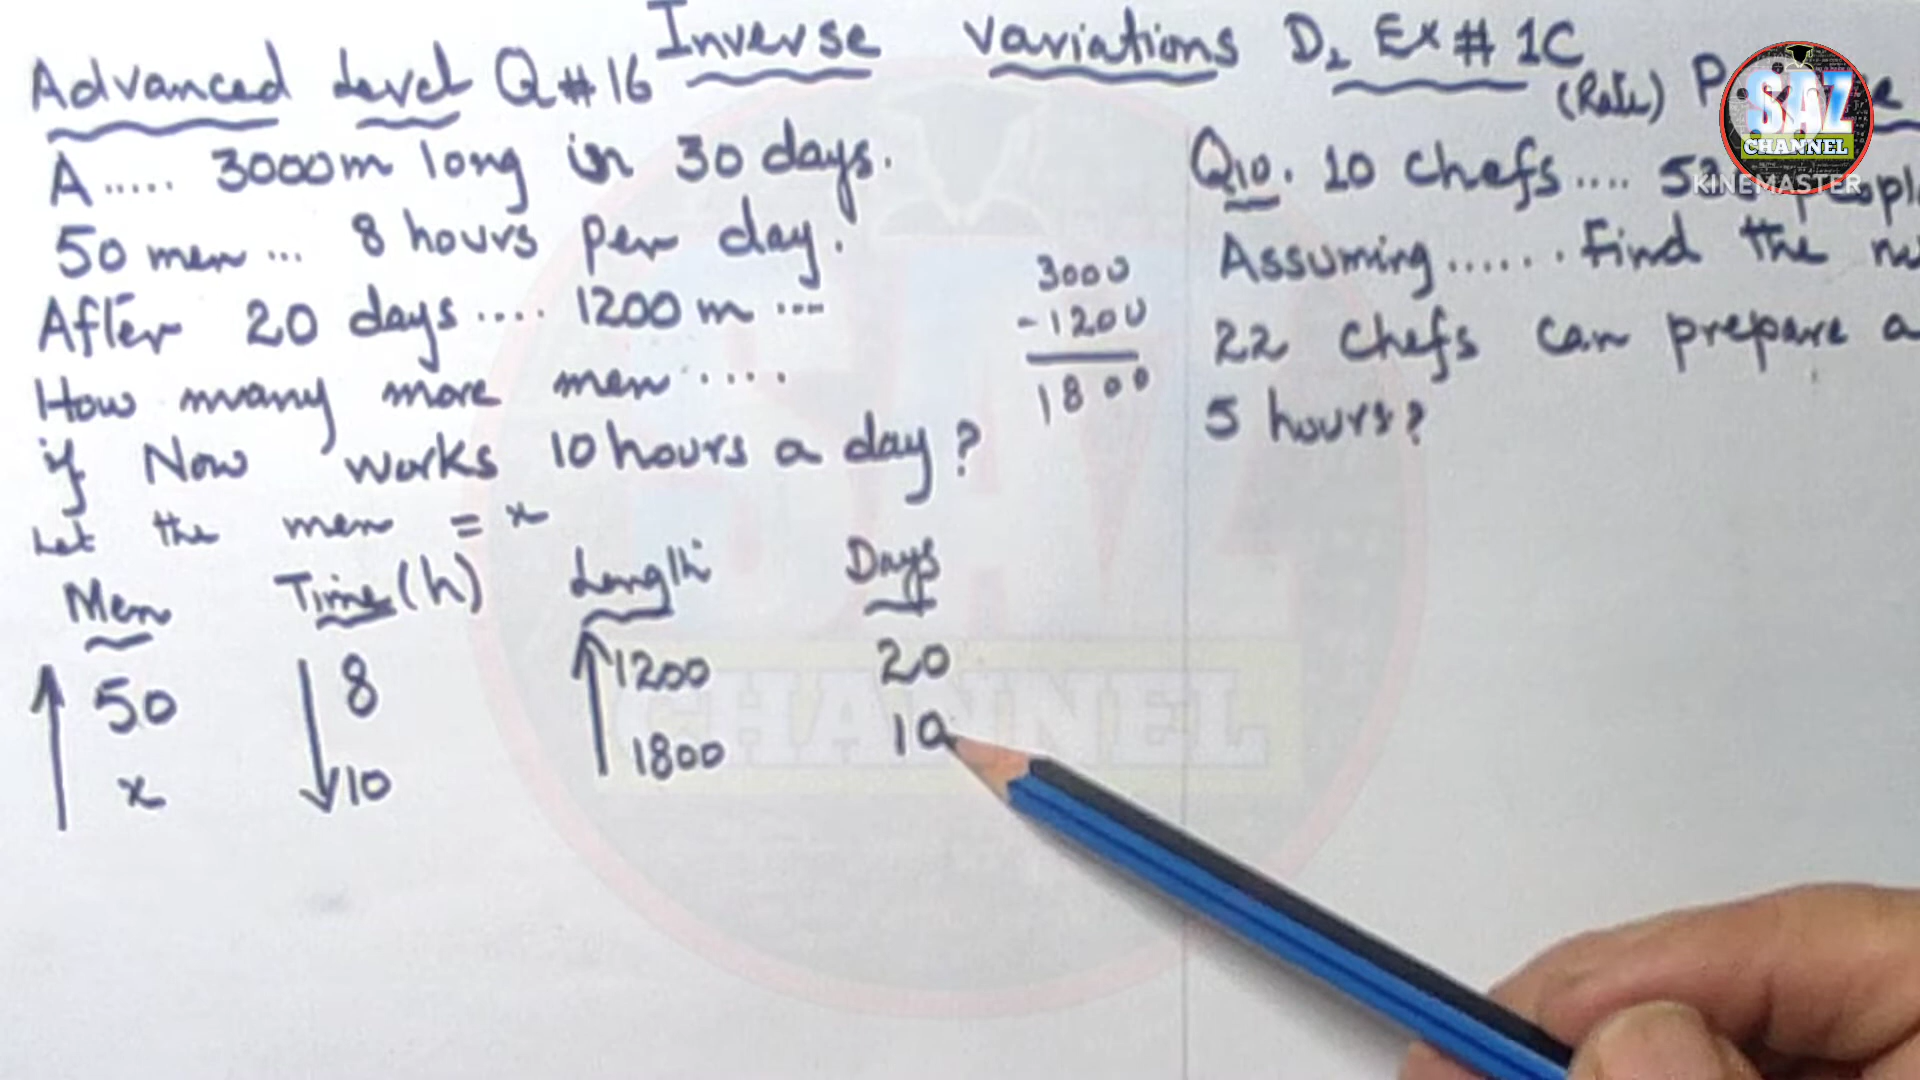 Inverse variations D2 Ex # 1C
Advanced Level Q # 16
A ..... 3000m long in 30 days.
50 men ... 8 hours per day.
After 20 days .... 1200 m ...
How many more men ....
if Now works 10 hours a day?
Let the men = x
Men Time (h) Length Days
50 8 1200 20
x 10 1800 10
3000
-1200
1800
(Rate)
Q10. 10 chefs .... people
Assuming ...... Find the
22 chefs can prepare a
5 hours?
SAZ
CHANNEL
KINEMASTER
CHANNEL